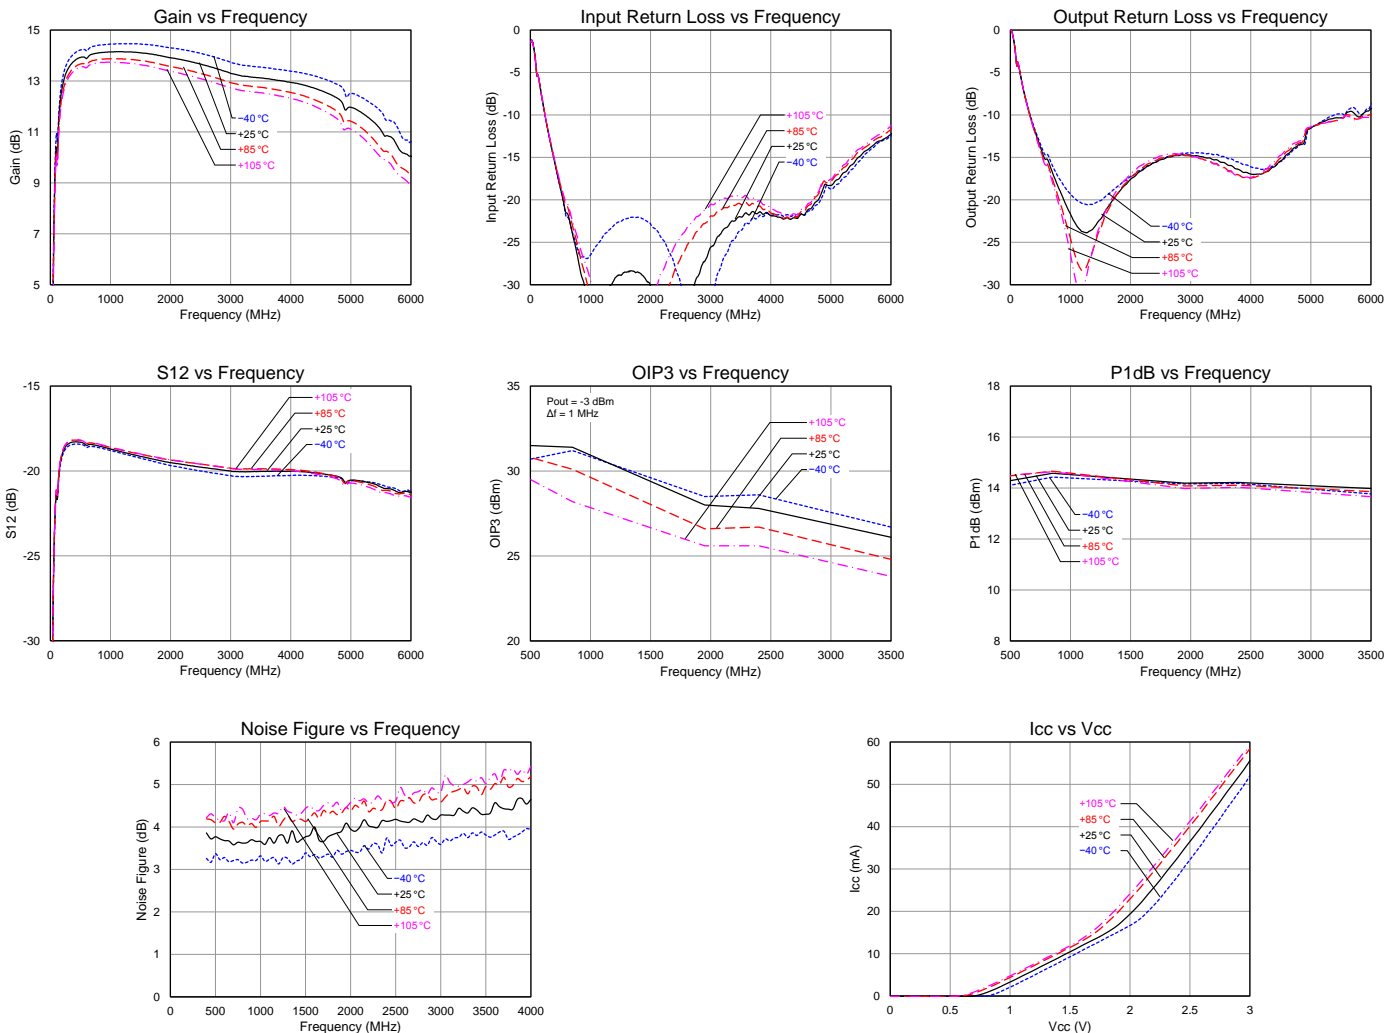 Gain vs Frequency
15
13
11
9
7
5
Gain (dB)
−40 °C
+25 °C
+85 °C
+105 °C
0
1000
2000
3000
4000
5000
6000
Frequency (MHz)
Input Return Loss vs Frequency
0
-5
-10
-15
-20
-25
-30
Input Return Loss (dB)
+105 °C
+85 °C
+25 °C
−40 °C
0
1000
2000
3000
4000
5000
6000
Frequency (MHz)
Output Return Loss vs Frequency
0
-5
-10
-15
-20
-25
-30
Output Return Loss (dB)
−40 °C
+25 °C
+85 °C
+105 °C
0
1000
2000
3000
4000
5000
6000
Frequency (MHz)
S12 vs Frequency
-15
-20
-25
-30
S12 (dB)
+105 °C
+85 °C
+25 °C
−40 °C
0
1000
2000
3000
4000
5000
6000
Frequency (MHz)
OIP3 vs Frequency
35
30
25
20
OIP3 (dBm)
Pout = -3 dBm
Δf = 1 MHz
+105 °C
+85 °C
+25 °C
−40 °C
500
1000
1500
2000
2500
3000
3500
Frequency (MHz)
P1dB vs Frequency
18
16
14
12
10
8
P1dB (dBm)
−40 °C
+25 °C
+85 °C
+105 °C
500
1000
1500
2000
2500
3000
3500
Frequency (MHz)
Noise Figure vs Frequency
6
5
4
3
2
1
0
Noise Figure (dB)
−40 °C
+25 °C
+85 °C
+105 °C
0
500
1000
1500
2000
2500
3000
3500
4000
Frequency (MHz)
Icc vs Vcc
60
50
40
30
20
10
0
Icc (mA)
+105 °C
+85 °C
+25 °C
−40 °C
0
0.5
1
1.5
2
2.5
3
Vcc (V)